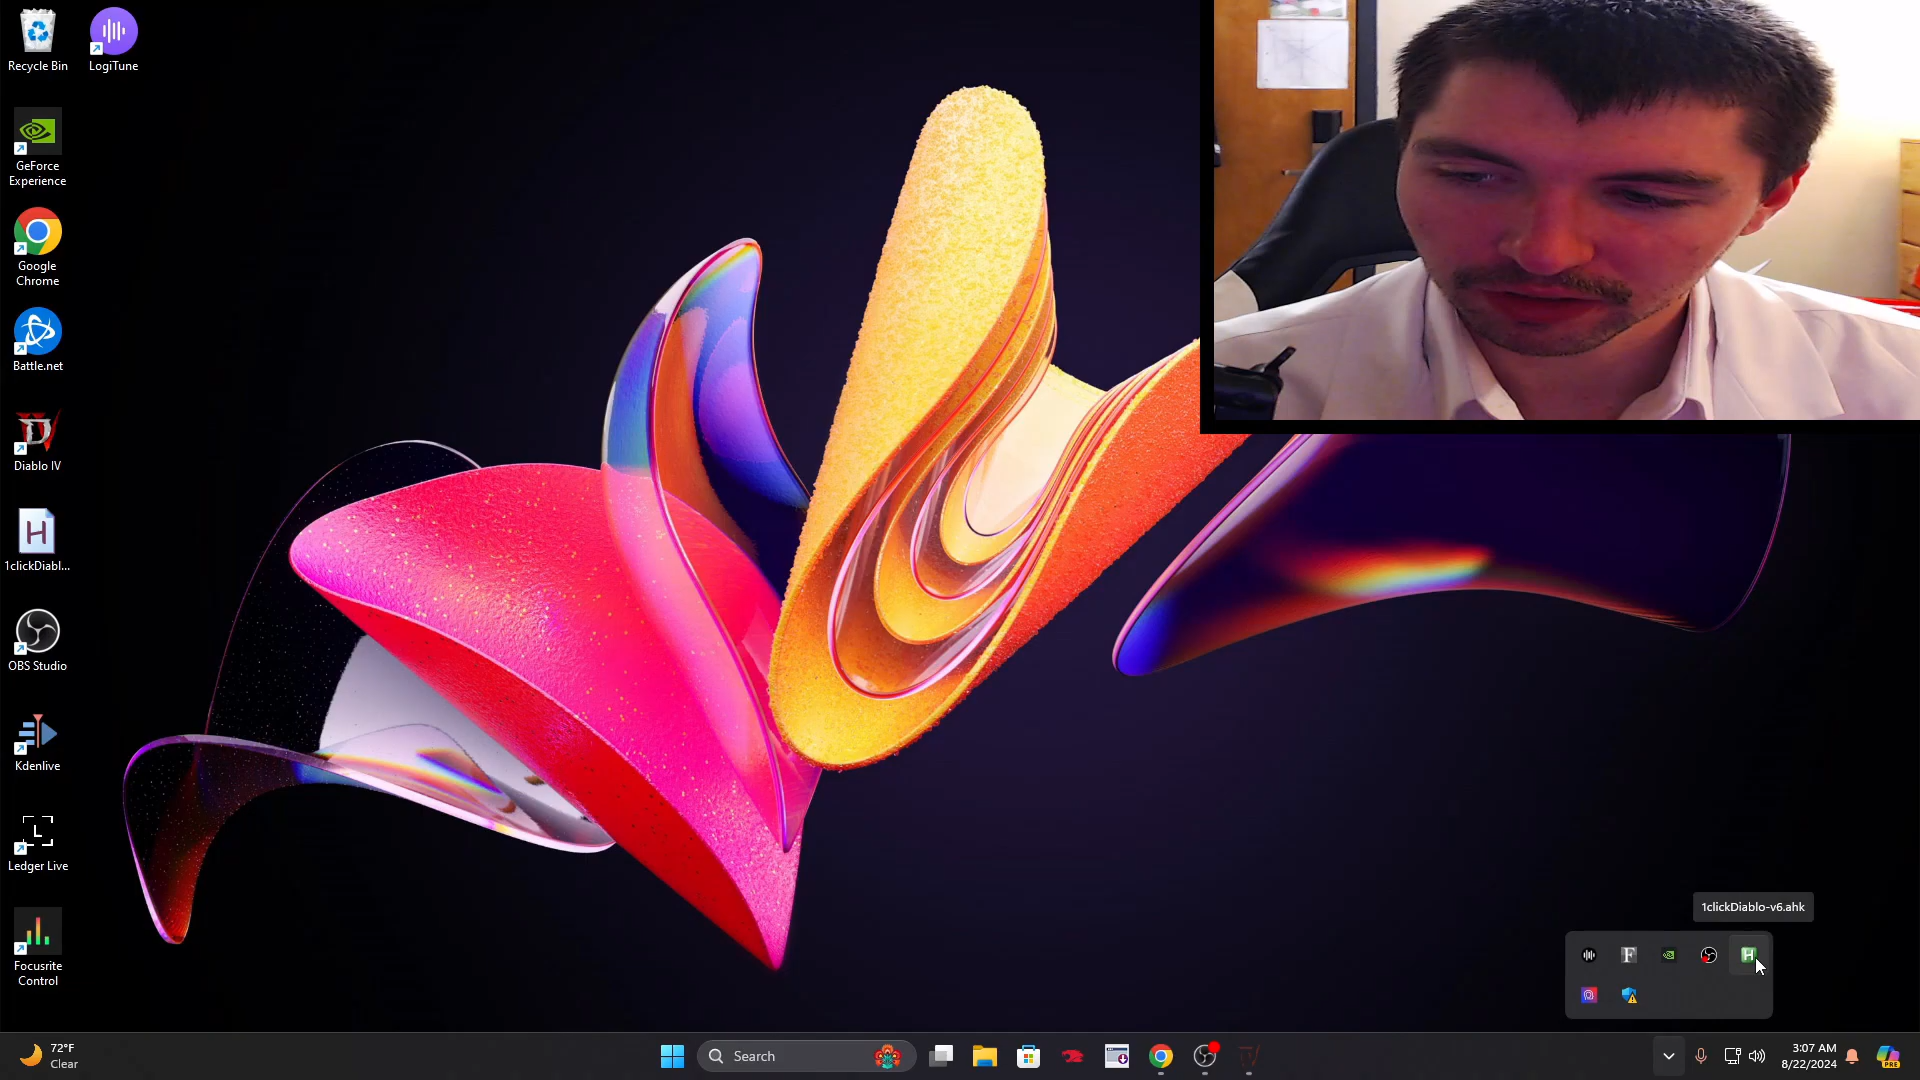 Recycle Bin
LogiTune
GeForce
Experience
Google
Chrome
Battle.net
Diablo IV
1clickDiabl...
OBS Studio
Kdenlive
Ledger Live
Focusrite
Control
1clickDiablo-v6.ahk
72°F
Clear
Search
3:07 AM
8/22/2024
PRE